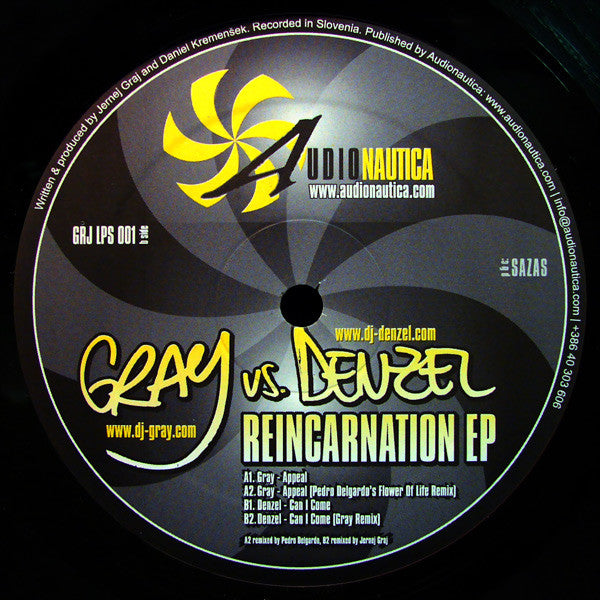 Written & produced by Jernej Graj and Daniel Kremenšek. Recorded in Slovenia. Published by Audionautica: www.audionautica.com | info@audionautica.com | +386 40 303 606
AUDIONAUTICA
www.audionautica.com
GRJ LPS 001 b side
SAZAS
www.dj-denzel.com
GRAY vs. DENZEL
www.dj-gray.com
REINCARNATION EP
A1. Gray - Appeal
A2. Gray - Appeal (Pedro Delgardo's Flower Of Life Remix)
B1. Denzel - Can I Come
B2. Denzel - Can I Come (Gray Remix)
A2 remixed by Pedro Delgardo, B2 remixed by Jernej Graj